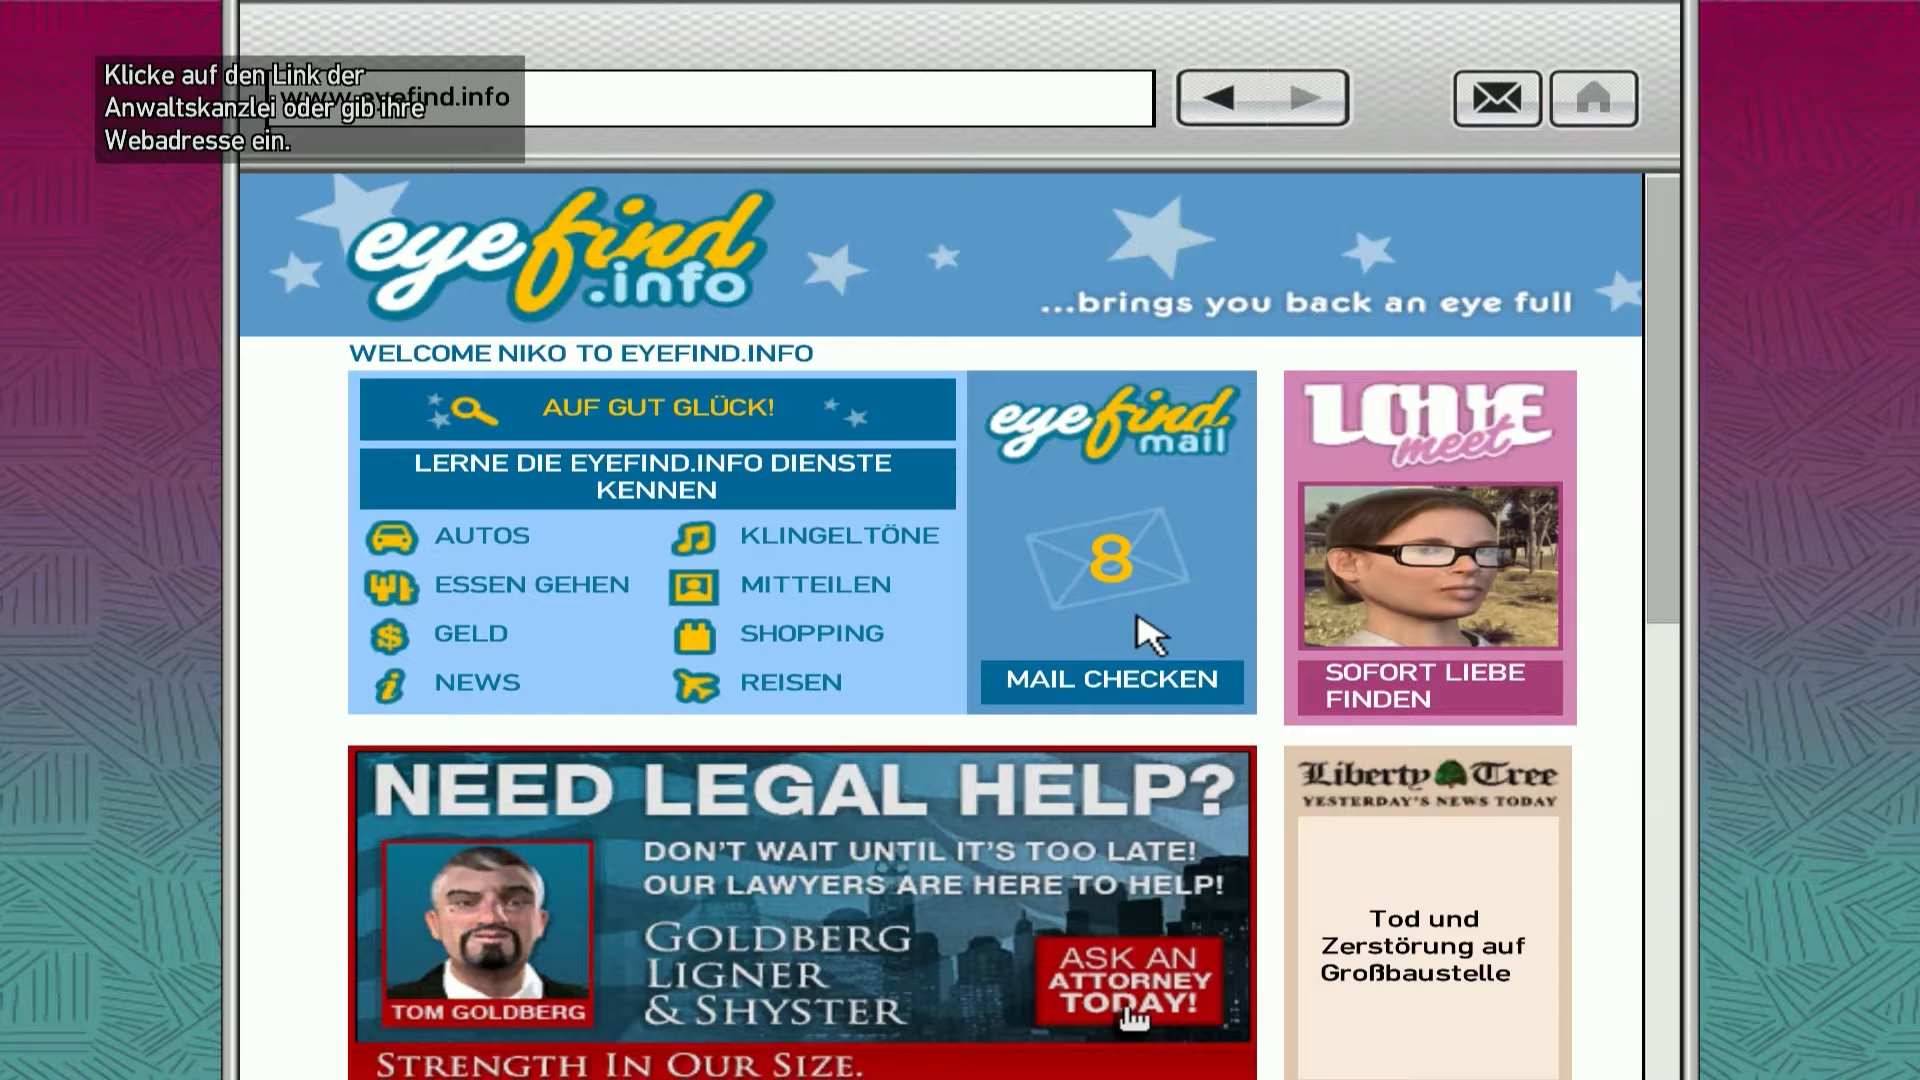 Klicke auf den Link der
Anwaltskanzlei oder gib ihre
Webadresse ein.
www.eyefind.info
eyefind
.info
...brings you back an eye full
WELCOME NIKO TO EYEFIND.INFO
AUF GUT GLÜCK!
LERNE DIE EYEFIND.INFO DIENSTE
KENNEN
AUTOS
KLINGELTÖNE
ESSEN GEHEN
MITTEILEN
GELD
SHOPPING
NEWS
REISEN
eyefind
mail
8
MAIL CHECKEN
LOVE
meet
SOFORT LIEBE
FINDEN
NEED LEGAL HELP?
DON'T WAIT UNTIL IT'S TOO LATE!
OUR LAWYERS ARE HERE TO HELP!
GOLDBERG
LIGNER
& SHYSTER
TOM GOLDBERG
ASK AN
ATTORNEY
TODAY!
STRENGTH IN OUR SIZE.
Liberty Tree
YESTERDAY'S NEWS TODAY
Tod und
Zerstörung auf
Großbaustelle